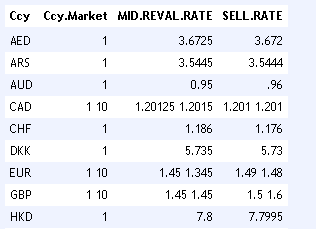 Ccy Ccy.Market MID.REVAL.RATE SELL.RATE
AED 1 3.6725 3.672
ARS 1 3.5445 3.5444
AUD 1 0.95 .96
CAD 1 10 1.20125 1.2015 1.201 1.201
CHF 1 1.186 1.176
DKK 1 5.735 5.73
EUR 1 10 1.45 1.345 1.49 1.48
GBP 1 10 1.45 1.45 1.5 1.6
HKD 1 7.8 7.7995